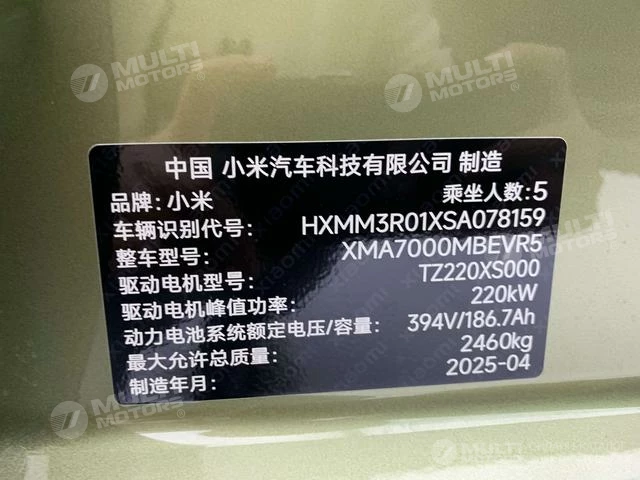 MULTI MOTORS
MULTI MOTORS
中国 小米汽车科技有限公司 制造
品牌:小米 乘坐人数:5
车辆识别代号: HXMM3R01XSA078159
整车型号: XMA7000MBEVR5
驱动电机型号: TZ220XS000
驱动电机峰值功率: 220kW
动力电池系统额定电压/容量: 394V/186.7Ah
最大允许总质量: 2460kg
制造年月: 2025-04
MULTI MOTORS
MULTI MOTORS